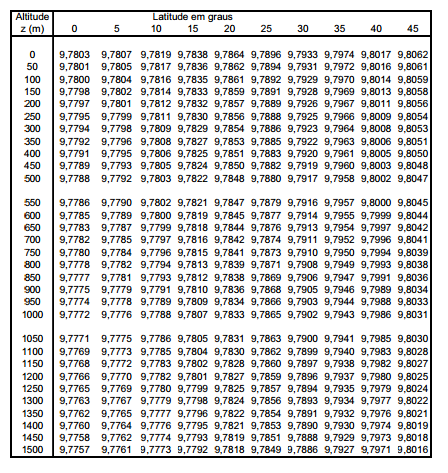 Altitude Latitude em graus
z (m) 0 5 10 15 20 25 30 35 40 45
0 9,7803 9,7807 9,7819 9,7838 9,7864 9,7896 9,7933 9,7974 9,8017 9,8062
50 9,7801 9,7805 9,7817 9,7836 9,7862 9,7894 9,7931 9,7972 9,8016 9,8061
100 9,7800 9,7804 9,7816 9,7835 9,7861 9,7892 9,7929 9,7970 9,8014 9,8059
150 9,7798 9,7802 9,7814 9,7833 9,7859 9,7891 9,7928 9,7969 9,8013 9,8058
200 9,7797 9,7801 9,7812 9,7832 9,7857 9,7889 9,7926 9,7967 9,8011 9,8056
250 9,7795 9,7799 9,7811 9,7830 9,7856 9,7888 9,7925 9,7966 9,8009 9,8054
300 9,7794 9,7798 9,7809 9,7829 9,7854 9,7886 9,7923 9,7964 9,8008 9,8053
350 9,7792 9,7796 9,7808 9,7827 9,7853 9,7885 9,7922 9,7963 9,8006 9,8051
400 9,7791 9,7795 9,7806 9,7825 9,7851 9,7883 9,7920 9,7961 9,8005 9,8050
450 9,7789 9,7793 9,7805 9,7824 9,7850 9,7882 9,7919 9,7960 9,8003 9,8048
500 9,7788 9,7792 9,7803 9,7822 9,7848 9,7880 9,7917 9,7958 9,8002 9,8047
550 9,7786 9,7790 9,7802 9,7821 9,7847 9,7879 9,7916 9,7957 9,8000 9,8045
600 9,7785 9,7789 9,7800 9,7819 9,7845 9,7877 9,7914 9,7955 9,7999 9,8044
650 9,7783 9,7787 9,7799 9,7818 9,7844 9,7876 9,7913 9,7954 9,7997 9,8042
700 9,7782 9,7785 9,7797 9,7816 9,7842 9,7874 9,7911 9,7952 9,7996 9,8041
750 9,7780 9,7784 9,7796 9,7815 9,7841 9,7873 9,7910 9,7950 9,7994 9,8039
800 9,7778 9,7782 9,7794 9,7813 9,7839 9,7871 9,7908 9,7949 9,7993 9,8038
850 9,7777 9,7781 9,7793 9,7812 9,7838 9,7869 9,7906 9,7947 9,7991 9,8036
900 9,7775 9,7779 9,7791 9,7810 9,7836 9,7868 9,7905 9,7946 9,7989 9,8034
950 9,7774 9,7778 9,7789 9,7809 9,7834 9,7866 9,7903 9,7944 9,7988 9,8033
1000 9,7772 9,7776 9,7788 9,7807 9,7833 9,7865 9,7902 9,7943 9,7986 9,8031
1050 9,7771 9,7775 9,7786 9,7805 9,7831 9,7863 9,7900 9,7941 9,7985 9,8030
1100 9,7769 9,7773 9,7785 9,7804 9,7830 9,7862 9,7899 9,7940 9,7983 9,8028
1150 9,7768 9,7772 9,7783 9,7802 9,7828 9,7860 9,7897 9,7938 9,7982 9,8027
1200 9,7766 9,7770 9,7782 9,7801 9,7827 9,7859 9,7896 9,7937 9,7980 9,8025
1250 9,7765 9,7769 9,7780 9,7799 9,7825 9,7857 9,7894 9,7935 9,7979 9,8024
1300 9,7763 9,7767 9,7779 9,7798 9,7824 9,7856 9,7893 9,7934 9,7977 9,8022
1350 9,7762 9,7765 9,7777 9,7796 9,7822 9,7854 9,7891 9,7932 9,7976 9,8021
1400 9,7760 9,7764 9,7776 9,7795 9,7821 9,7853 9,7890 9,7930 9,7974 9,8019
1450 9,7758 9,7762 9,7774 9,7793 9,7819 9,7851 9,7888 9,7929 9,7973 9,8018
1500 9,7757 9,7761 9,7773 9,7792 9,7818 9,7849 9,7886 9,7927 9,7971 9,8016